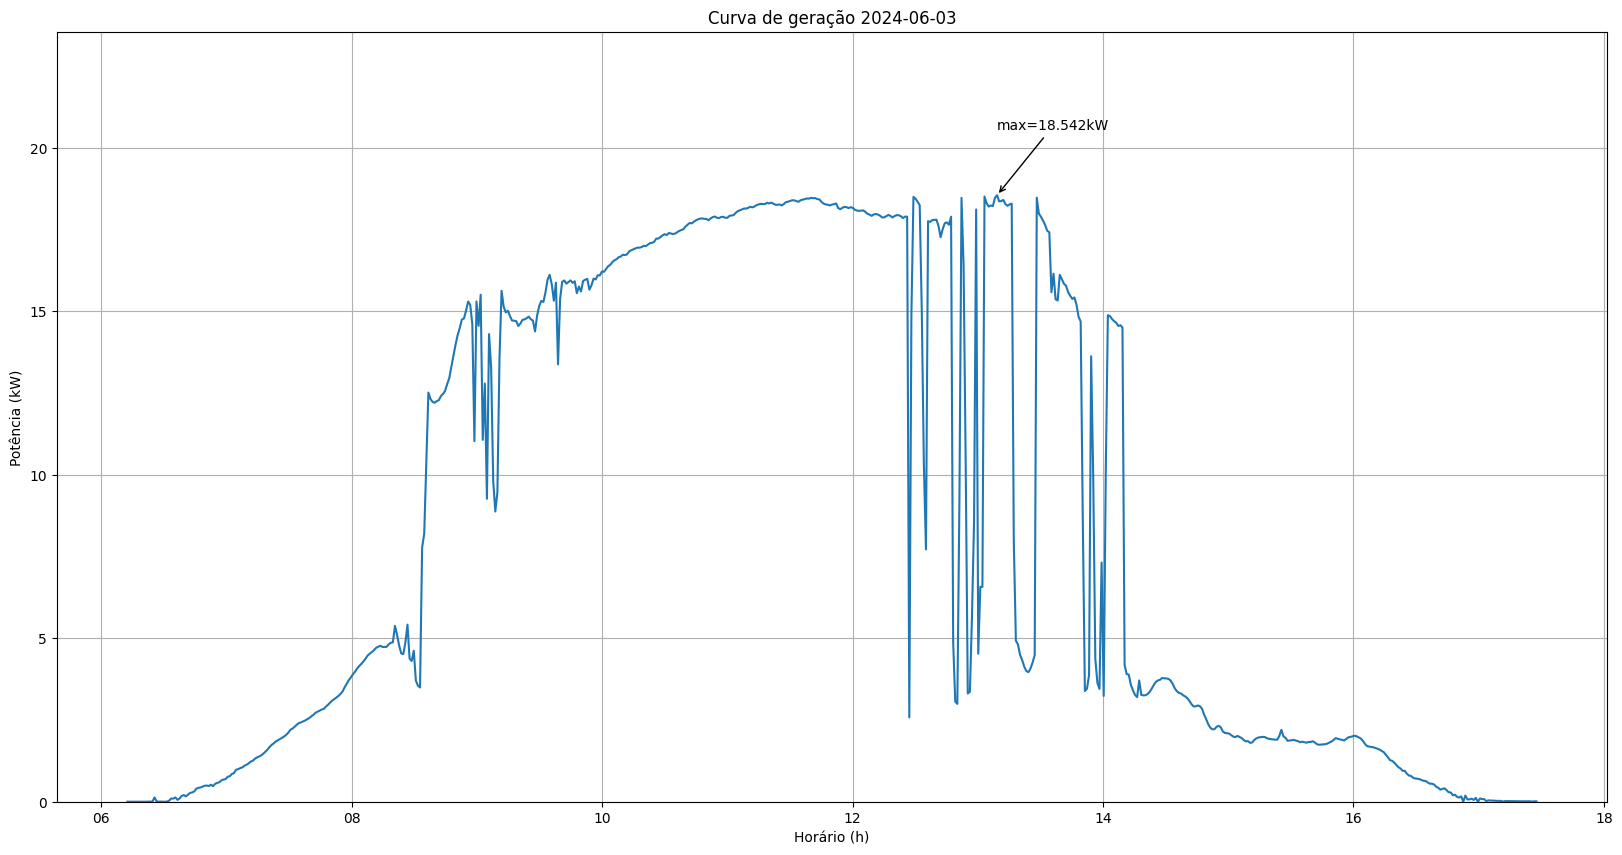 Curva de geração 2024-06-03
max=18.542kW
20
15
10
5
0
Potência (kW)
06 08 10 12 14 16 18
Horário (h)